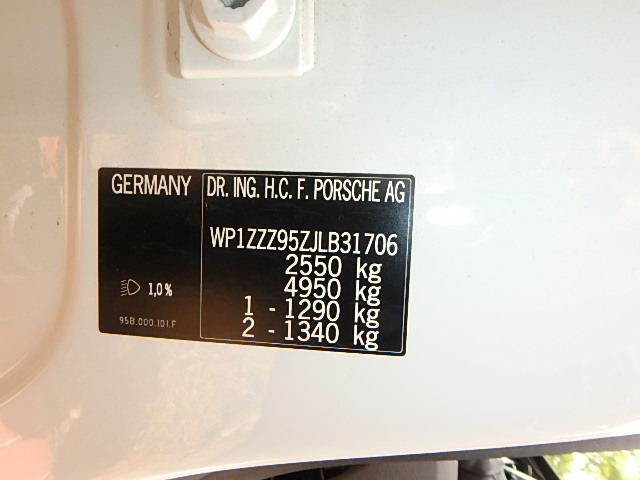 GERMANY
DR. ING. H.C. F. PORSCHE AG
WP1ZZZ95ZJLB31706
2550 kg
4950 kg
1 - 1290 kg
2 - 1340 kg
1,0%
95B.000.101.F